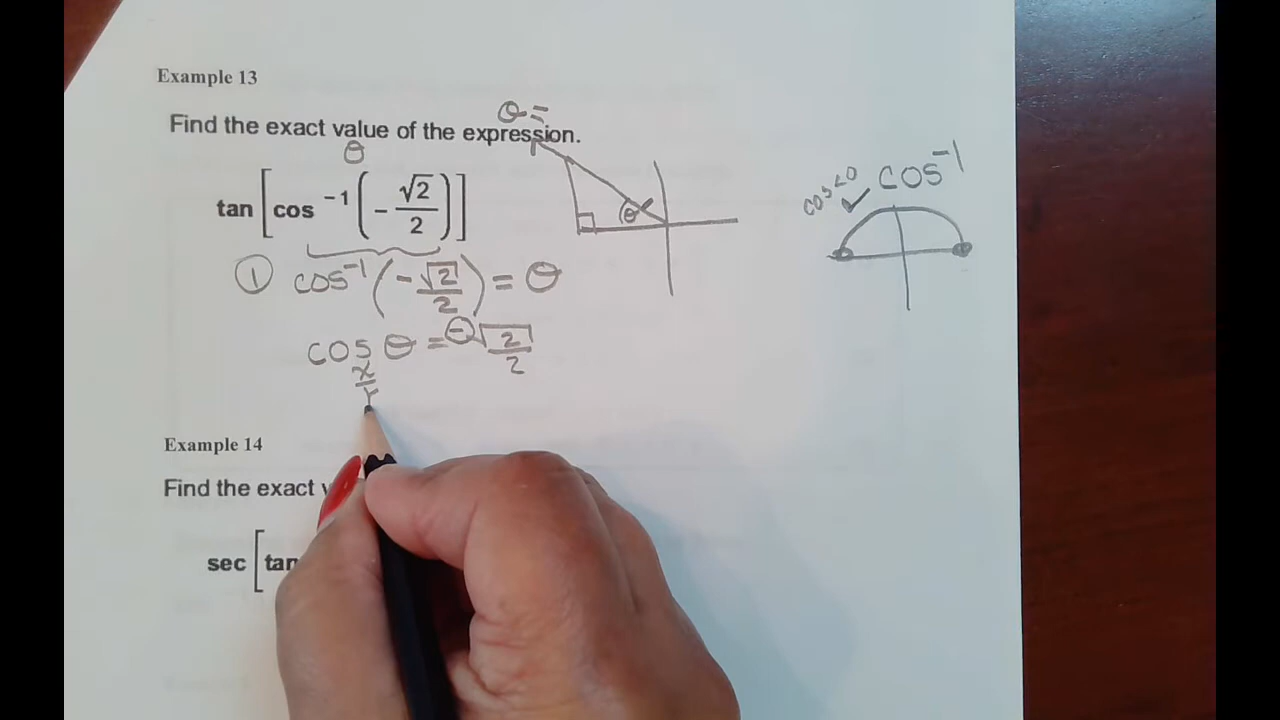 Example 13
θ =
Find the exact value of the expression.
θ
tan [cos⁻¹(-√2/2)]
θ
cos<0 ✓ cos⁻¹
① cos⁻¹(-√2/2) = θ
cos θ = -√2/2
x/r
Example 14
Find the exact
sec [tan